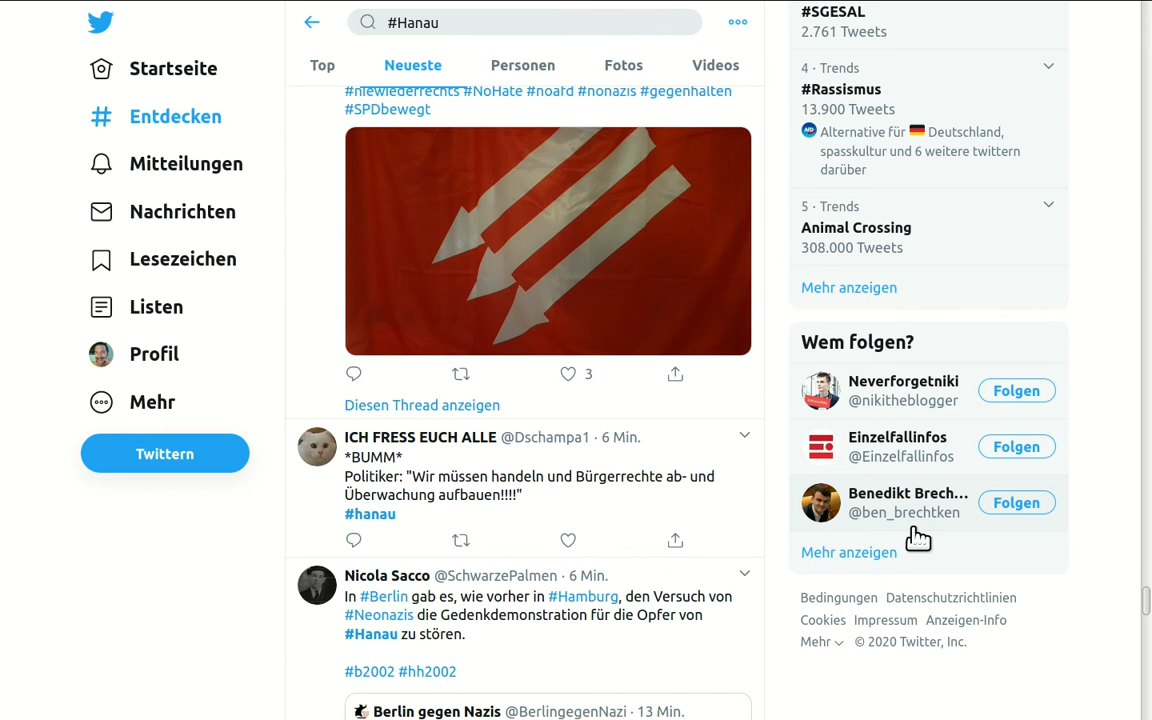 Startseite
Entdecken
Mitteilungen
Nachrichten
Lesezeichen
Listen
Profil
Mehr
Twittern
#Hanau
Top
Neueste
Personen
Fotos
Videos
#niewiederrechts #NoHate #noafd #nonazis #gegenhalten
#SPDbewegt
3
Diesen Thread anzeigen
ICH FRESS EUCH ALLE @Dschampa1 · 6 Min.
*BUMM*
Politiker: "Wir müssen handeln und Bürgerrechte ab- und
Überwachung aufbauen!!!!"
#hanau
Nicola Sacco @SchwarzePalmen · 6 Min.
In #Berlin gab es, wie vorher in #Hamburg, den Versuch von
#Neonazis die Gedenkdemonstration für die Opfer von
#Hanau zu stören.
#b2002 #hh2002
Berlin gegen Nazis @BerlingegenNazi · 13 Min.
#SGESAL
2.761 Tweets
4 · Trends
#Rassismus
13.900 Tweets
Alternative für Deutschland,
spasskultur und 6 weitere twittern
darüber
5 · Trends
Animal Crossing
308.000 Tweets
Mehr anzeigen
Wem folgen?
Neverforgetniki
@nikitheblogger
Folgen
Einzelfallinfos
@Einzelfallinfos
Folgen
Benedikt Brech...
@ben_brechtken
Folgen
Mehr anzeigen
Bedingungen Datenschutzrichtlinien
Cookies Impressum Anzeigen-Info
Mehr © 2020 Twitter, Inc.